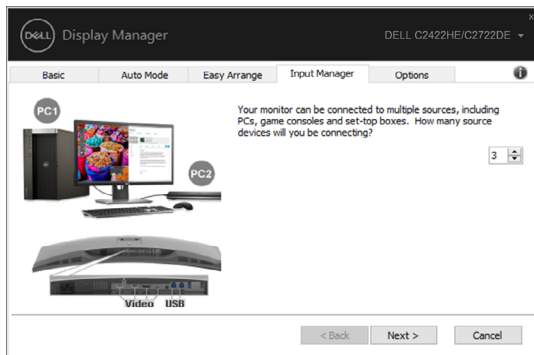 DELL Display Manager
DELL C2422HE/C2722DE
x
Basic
Auto Mode
Easy Arrange
Input Manager
Options
i
PC1
Your monitor can be connected to multiple sources, including
PCs, game consoles and set-top boxes. How many source
devices will you be connecting?
3
PC2
Video USB
< Back
Next >
Cancel